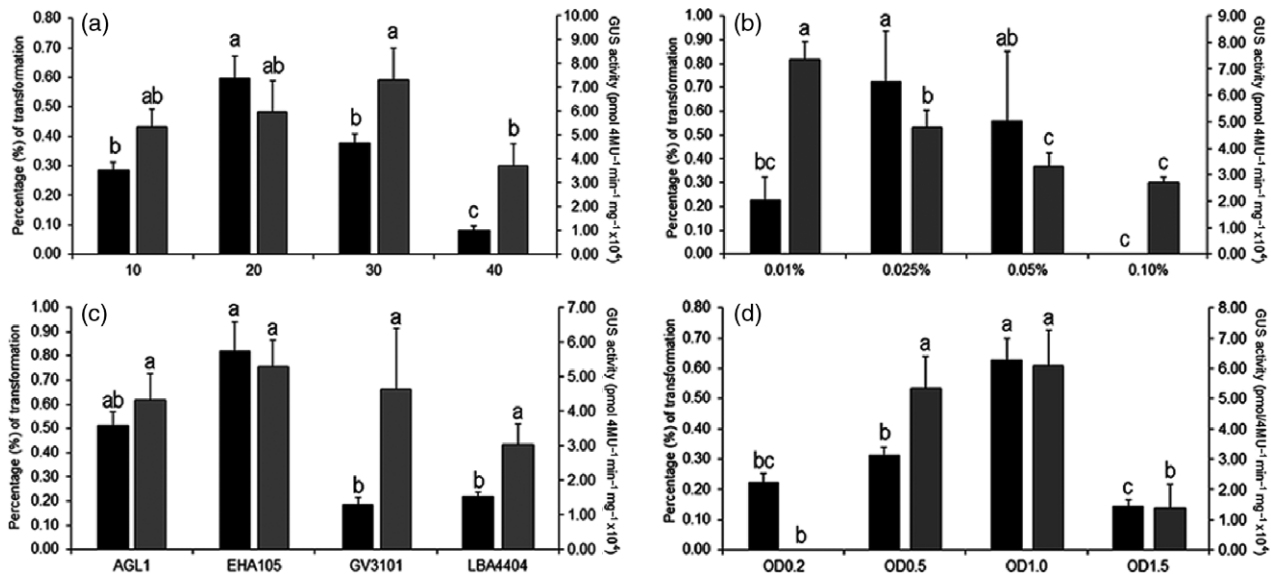 (a)
Percentage (%) of transformation
0.80
0.70
0.60
0.50
0.40
0.30
0.20
0.10
0.00
b
ab
a
ab
b
a
c
b
10 20 30 40
10.00
9.00
8.00
7.00
6.00
5.00
4.00
3.00
2.00
1.00
0.00
GUS activity (pmol 4MU⁻¹ min⁻¹ mg⁻¹ x10⁴)
(b)
Percentage (%) of transformation
1.00
0.90
0.80
0.70
0.60
0.50
0.40
0.30
0.20
0.10
0.00
bc
a
a
b
ab
c
c
c
0.01% 0.025% 0.05% 0.10%
9.00
8.00
7.00
6.00
5.00
4.00
3.00
2.00
1.00
0.00
GUS activity (pmol 4MU⁻¹ min⁻¹ mg⁻¹ x10⁴)
(c)
Percentage (%) of transformation
1.00
0.90
0.80
0.70
0.60
0.50
0.40
0.30
0.20
0.10
0.00
ab
a
a
a
b
a
b
a
AGL1 EHA105 GV3101 LBA4404
7.00
6.00
5.00
4.00
3.00
2.00
1.00
0.00
GUS activity (pmol 4MU⁻¹ min⁻¹ mg⁻¹ x10⁴)
(d)
Percentage (%) of transformation
0.80
0.70
0.60
0.50
0.40
0.30
0.20
0.10
0.00
bc
b
b
a
a
a
c
b
OD0.2 OD0.5 OD1.0 OD1.5
8.00
7.00
6.00
5.00
4.00
3.00
2.00
1.00
0.00
GUS activity (pmol/4MU⁻¹ min⁻¹ mg⁻¹ x10⁴)